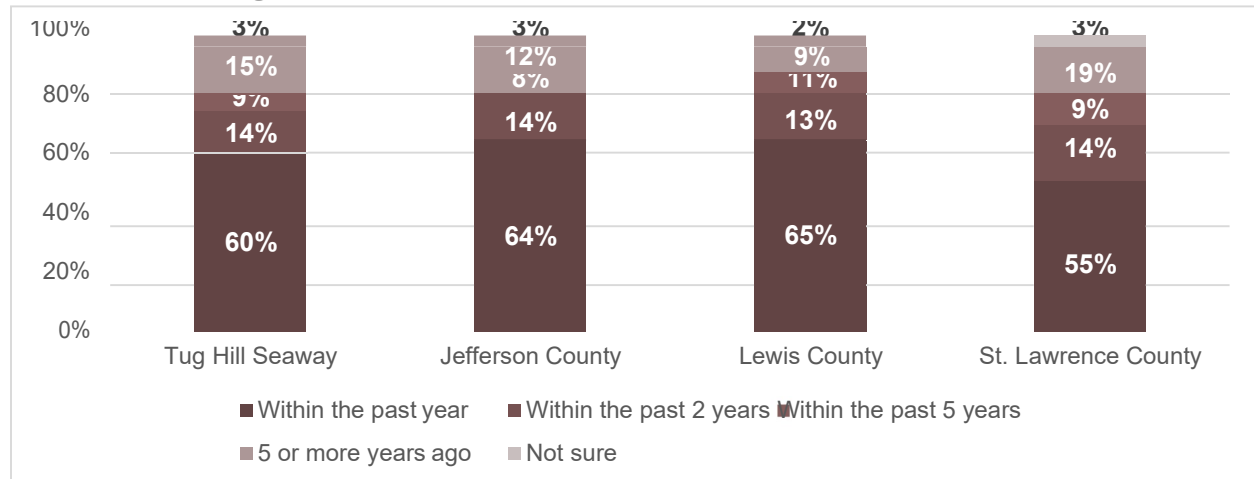 100% 3% 3% 2% 3%
15% 12% 9% 19%
9% 8% 11% 9%
80%
14% 14% 13% 14%
60%
40%
60% 64% 65% 55%
20%
0%
Tug Hill Seaway Jefferson County Lewis County St. Lawrence County
Within the past year Within the past 2 years Within the past 5 years
5 or more years ago Not sure